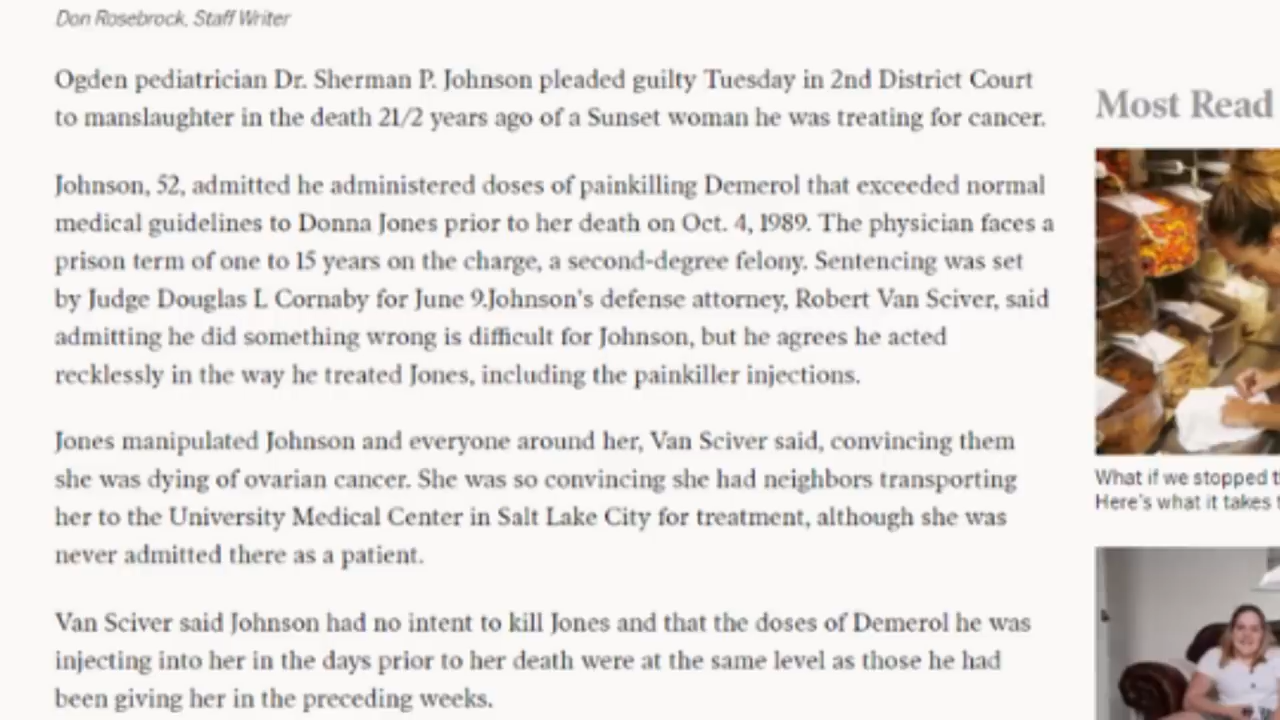 Don Rosebrock, Staff Writer
Ogden pediatrician Dr. Sherman P. Johnson pleaded guilty Tuesday in 2nd District Court
to manslaughter in the death 21/2 years ago of a Sunset woman he was treating for cancer.
Johnson, 52, admitted he administered doses of painkilling Demerol that exceeded normal
medical guidelines to Donna Jones prior to her death on Oct. 4, 1989. The physician faces a
prison term of one to 15 years on the charge, a second-degree felony. Sentencing was set
by Judge Douglas L Cornaby for June 9.Johnson's defense attorney, Robert Van Sciver, said
admitting he did something wrong is difficult for Johnson, but he agrees he acted
recklessly in the way he treated Jones, including the painkiller injections.
Jones manipulated Johnson and everyone around her, Van Sciver said, convincing them
she was dying of ovarian cancer. She was so convincing she had neighbors transporting
her to the University Medical Center in Salt Lake City for treatment, although she was
never admitted there as a patient.
Van Sciver said Johnson had no intent to kill Jones and that the doses of Demerol he was
injecting into her in the days prior to her death were at the same level as those he had
been giving her in the preceding weeks.
Most Read
What if we stopped
Here's what it takes